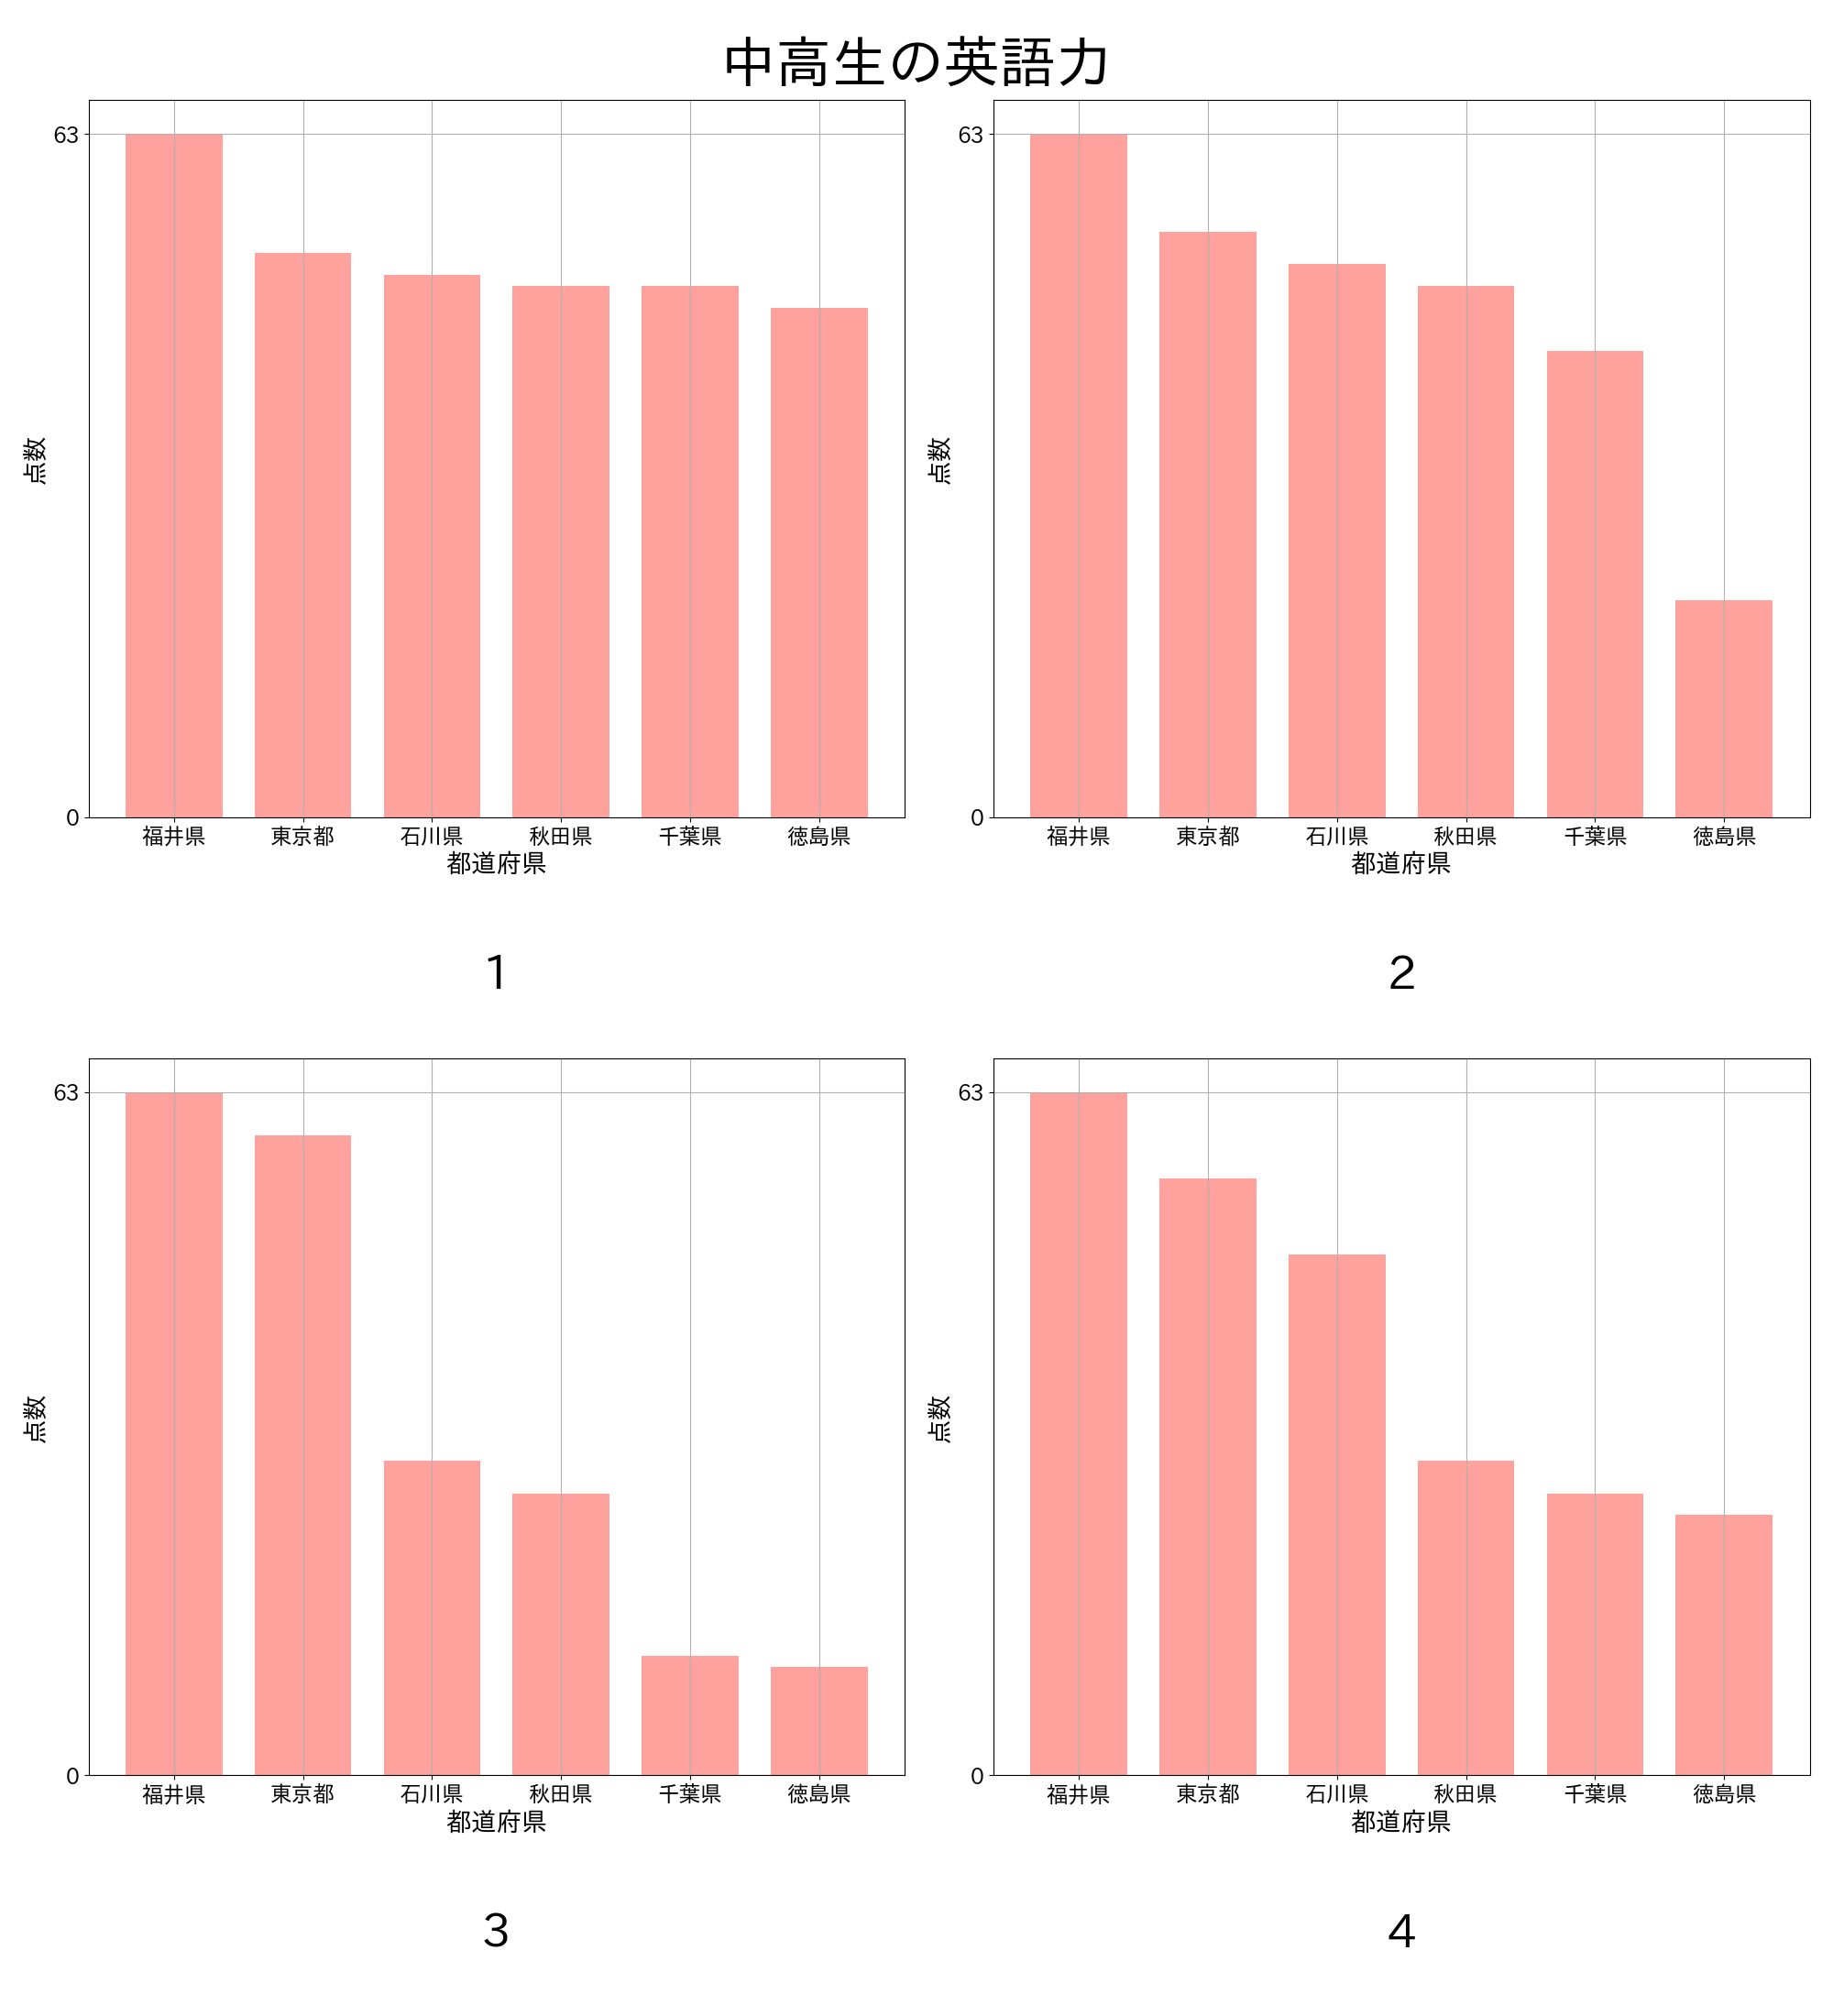 中高生の英語力
63
点数
0
福井県 東京都 石川県 秋田県 千葉県 徳島県
都道府県
1
63
点数
0
福井県 東京都 石川県 秋田県 千葉県 徳島県
都道府県
2
63
点数
0
福井県 東京都 石川県 秋田県 千葉県 徳島県
都道府県
3
63
点数
0
福井県 東京都 石川県 秋田県 千葉県 徳島県
都道府県
4